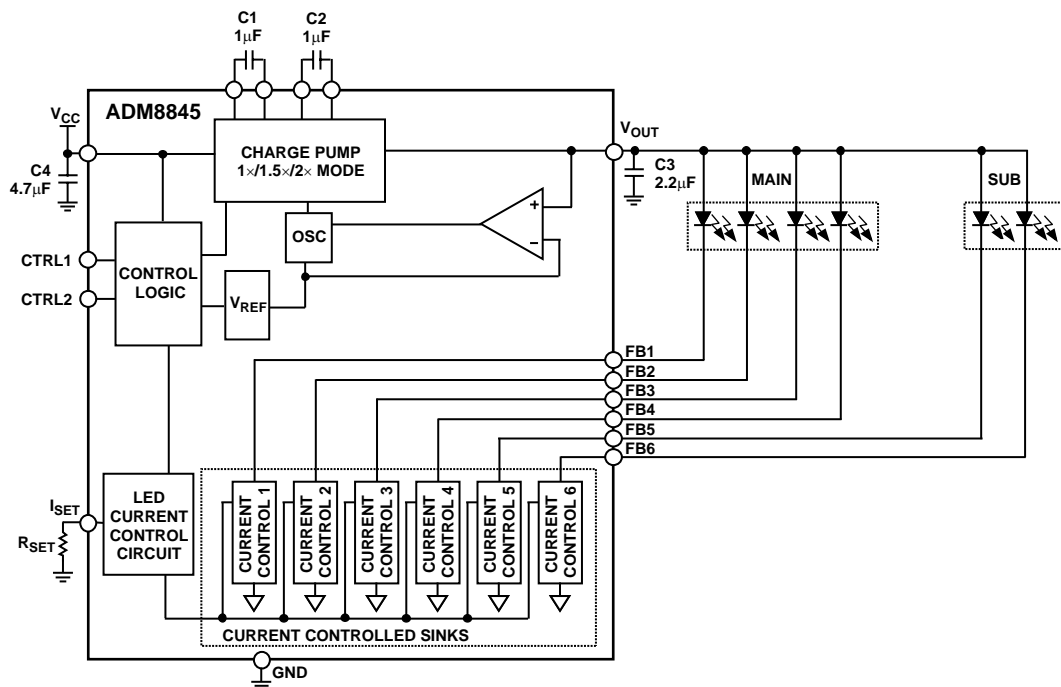 C1
1µF
C2
1µF
ADM8845
VCC
C4
4.7µF
CHARGE PUMP
1×/1.5×/2× MODE
VOUT
C3
2.2µF
MAIN
SUB
OSC
+
−
CTRL1
CTRL2
CONTROL
LOGIC
VREF
FB1
FB2
FB3
FB4
FB5
FB6
ISET
RSET
LED
CURRENT
CONTROL
CIRCUIT
CURRENT
CONTROL 1
CURRENT
CONTROL 2
CURRENT
CONTROL 3
CURRENT
CONTROL 4
CURRENT
CONTROL 5
CURRENT
CONTROL 6
CURRENT CONTROLLED SINKS
GND